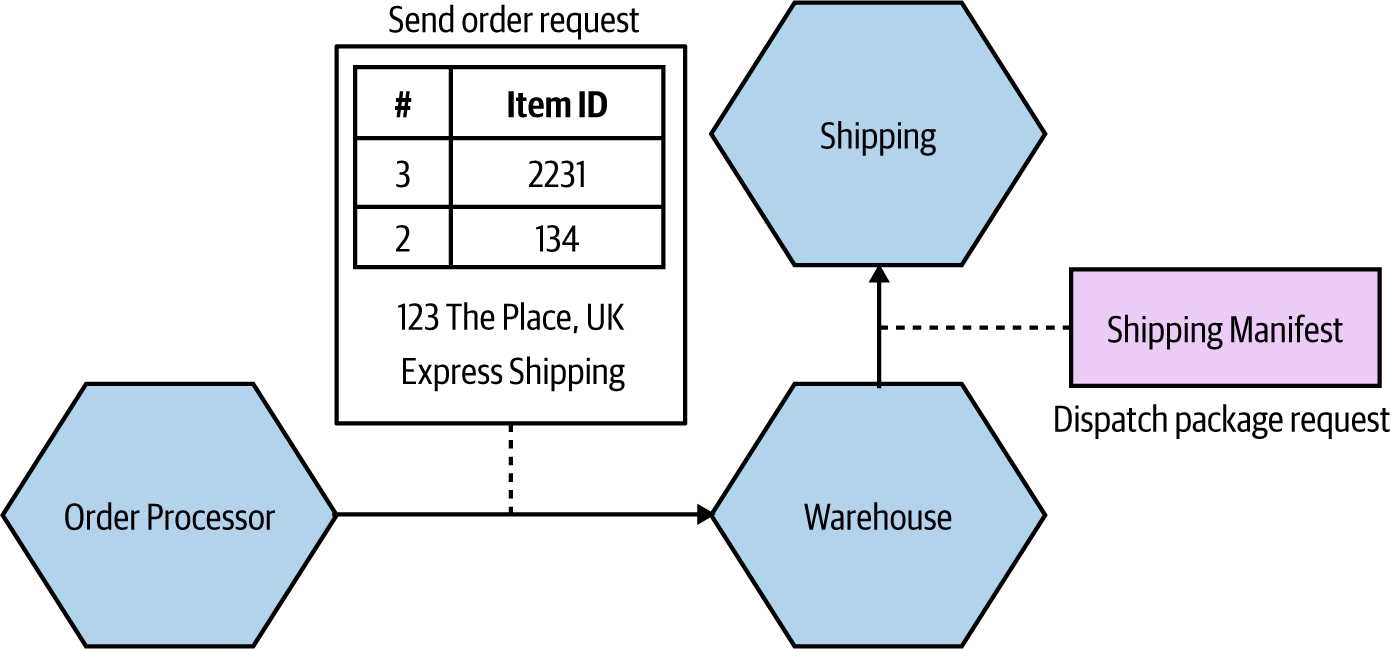 Send order request
# Item ID
3 2231
2 134
123 The Place, UK
Express Shipping
Shipping
Shipping Manifest
Dispatch package request
Order Processor
Warehouse